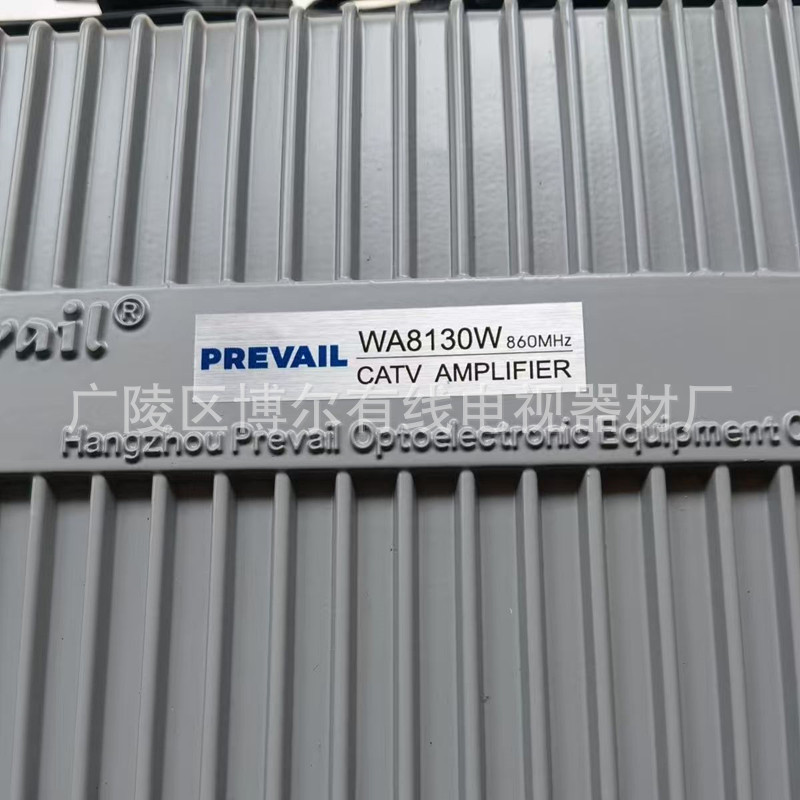 vail®
PREVAIL WA8130W 860MHz
CATV AMPLIFIER
广陵区博尔有线电视器材厂
Hangzhou Prevail Optoelectronic Equipment C